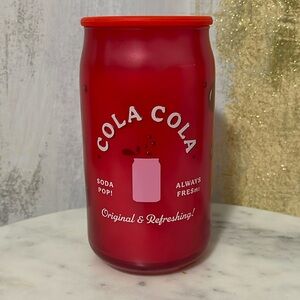 COLA COLA
SODA POP!
ALWAYS FRESH!
Original & Refreshing!